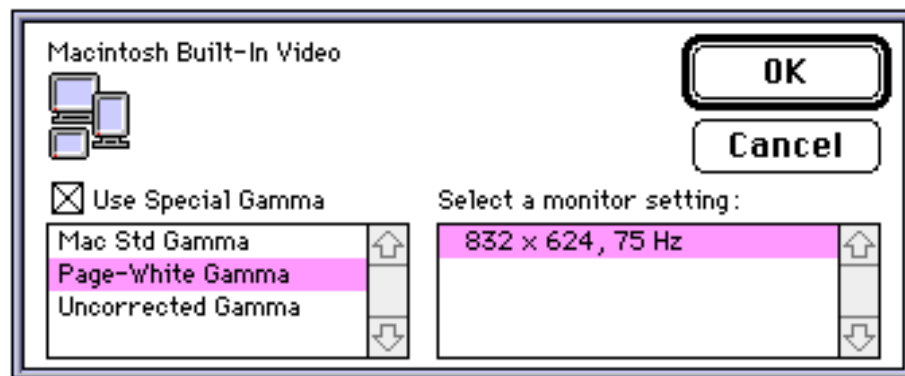 Macintosh Built-In Video
OK
Cancel
Use Special Gamma
Mac Std Gamma
Page-White Gamma
Uncorrected Gamma
Select a monitor setting:
832 x 624, 75 Hz